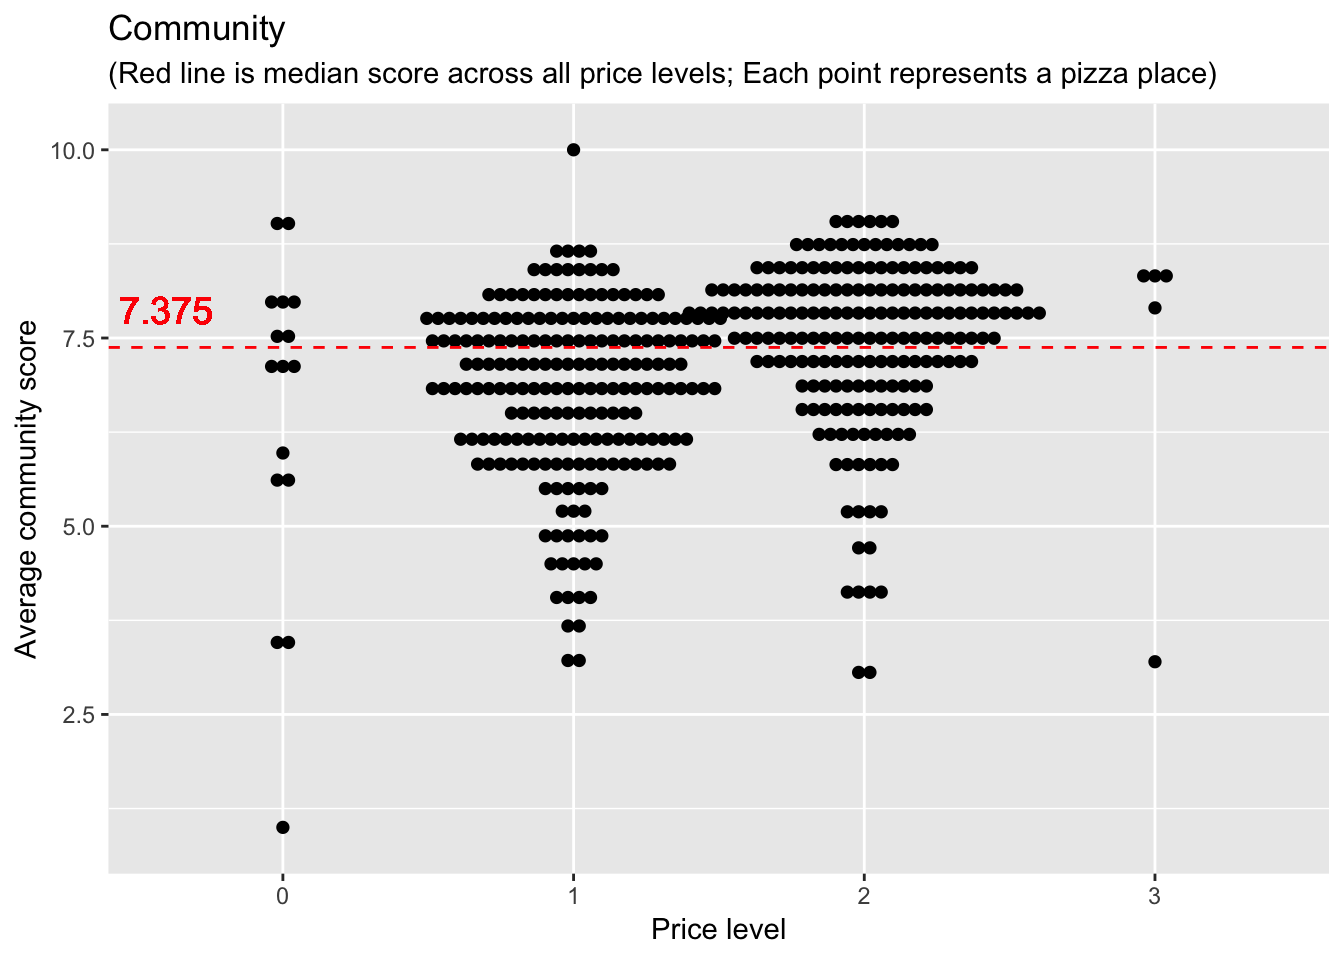 Community
(Red line is median score across all price levels; Each point represents a pizza place)
10.0
7.375
7.5
5.0
2.5
Average community score
0 1 2 3
Price level